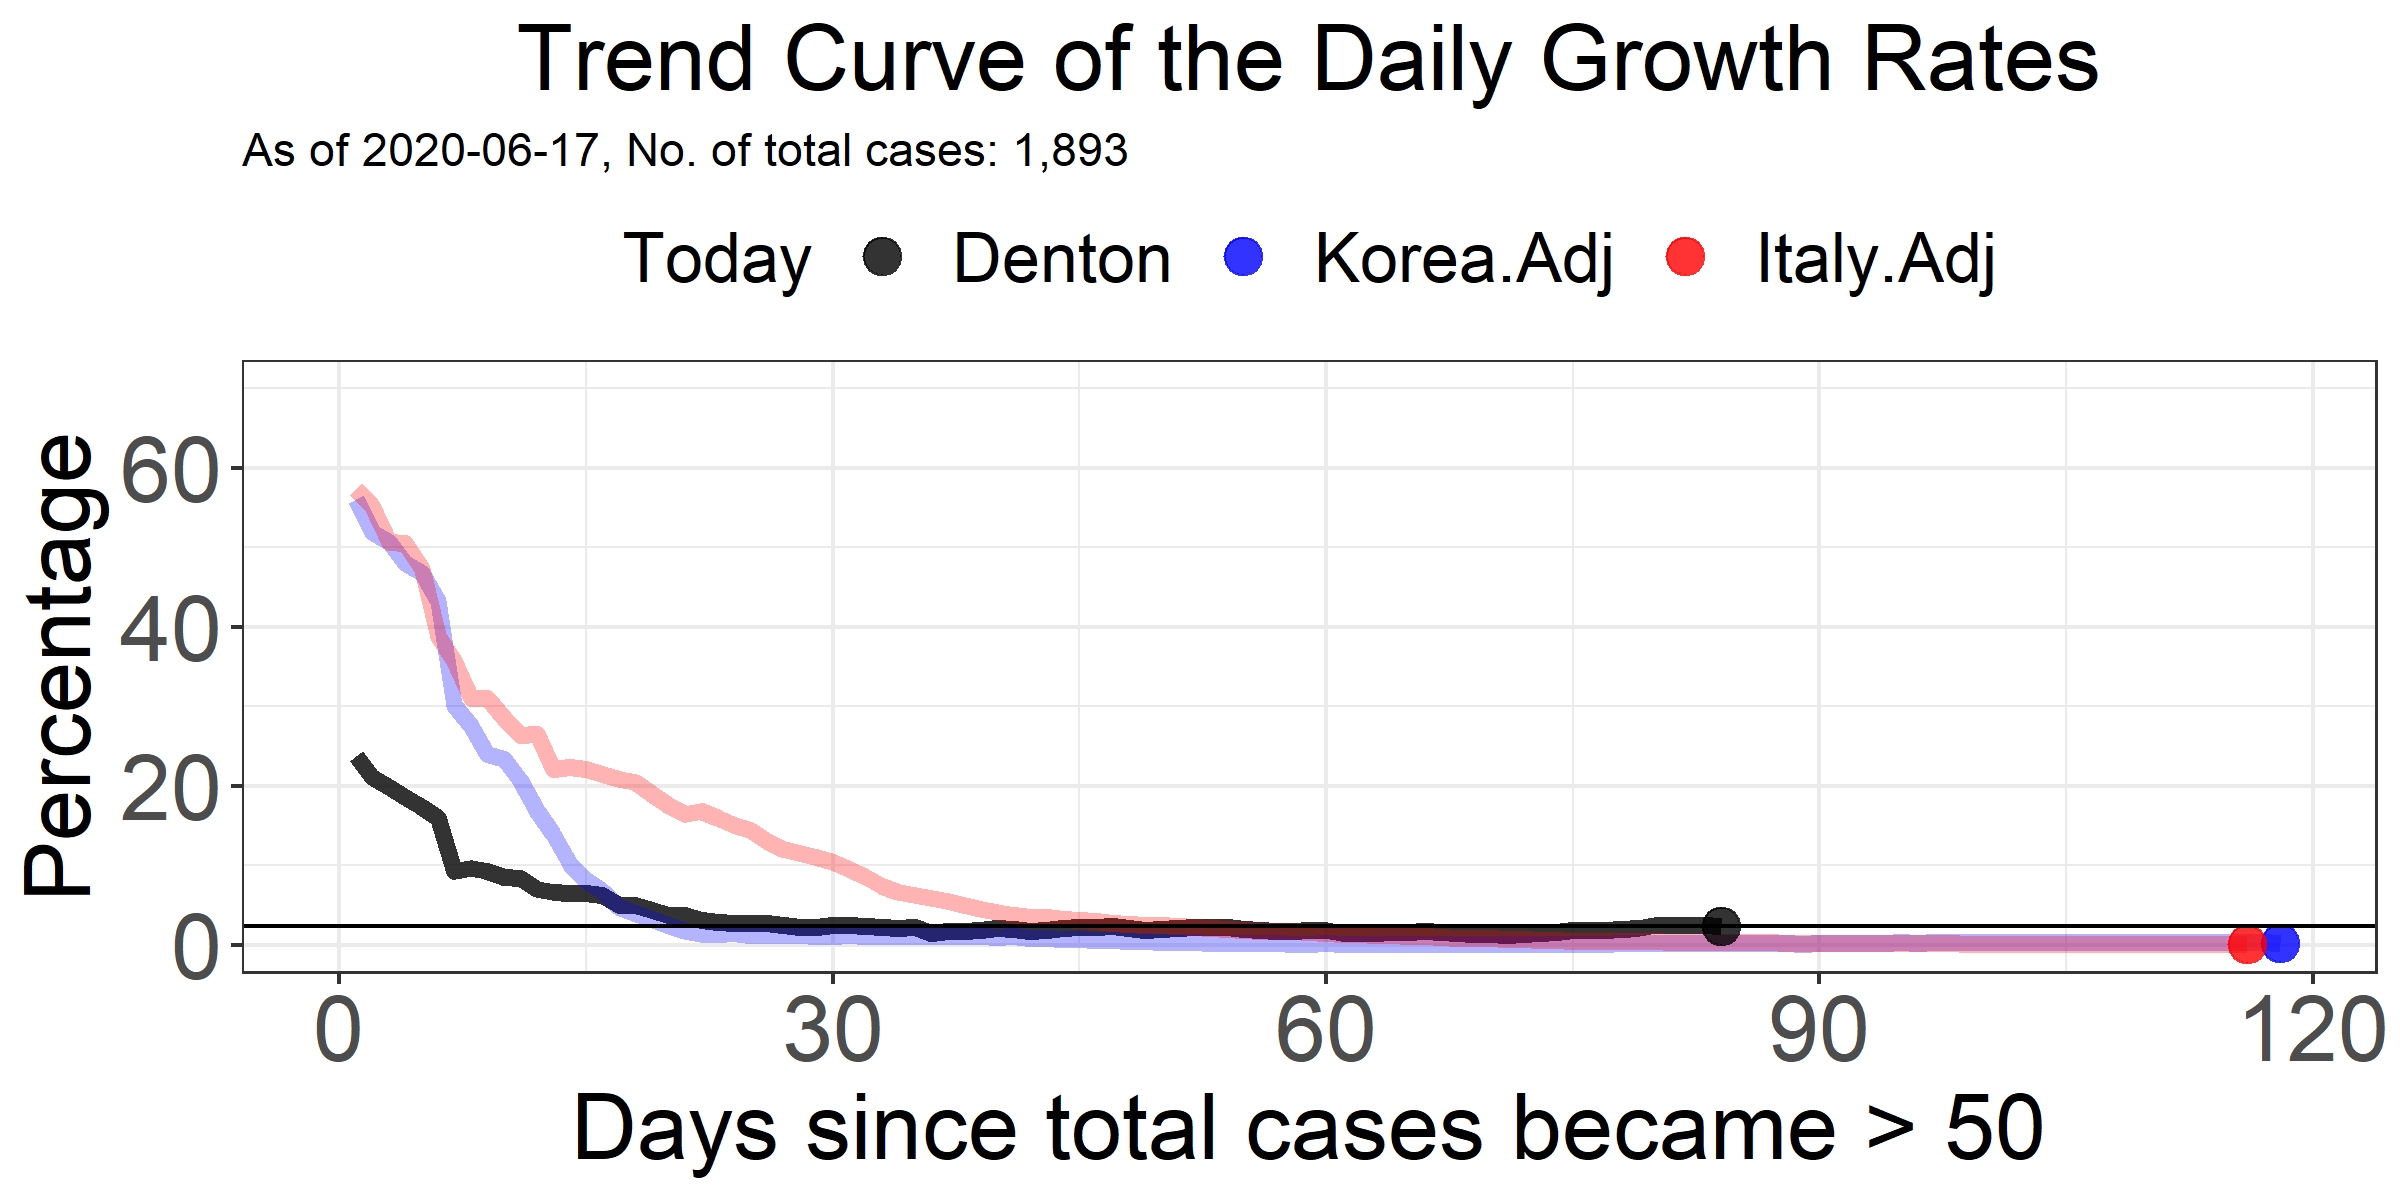 Trend Curve of the Daily Growth Rates
As of 2020-06-17, No. of total cases: 1,893
Today Denton Korea.Adj Italy.Adj
Percentage
60
40
20
0
0 30 60 90 120
Days since total cases became > 50